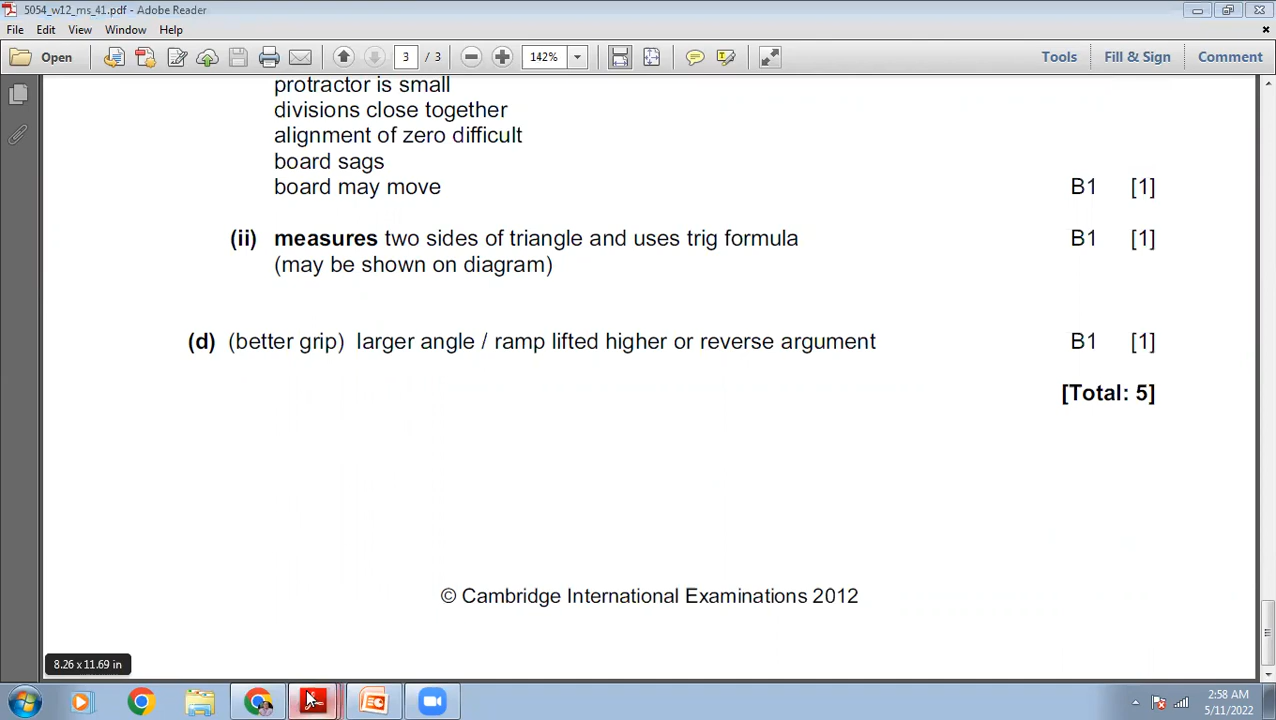 5054_w12_ms_41.pdf - Adobe Reader
File Edit View Window Help
Open 3 / 3 142% Tools Fill & Sign Comment
protractor is small
divisions close together
alignment of zero difficult
board sags
board may move B1 [1]
(ii) measures two sides of triangle and uses trig formula B1 [1]
(may be shown on diagram)
(d) (better grip) larger angle / ramp lifted higher or reverse argument B1 [1]
[Total: 5]
© Cambridge International Examinations 2012
8.26 x 11.69 in
2:58 AM
5/11/2022